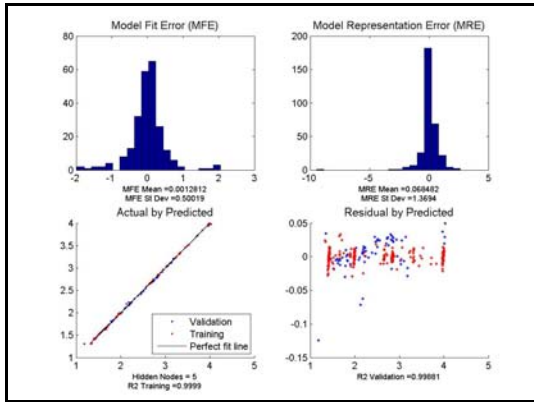 Model Fit Error (MFE)
80
60
40
20
0
-2 -1 0 1 2 3
MFE Mean =0.0012812
MFE St Dev =0.50019
Model Representation Error (MRE)
200
150
100
50
0
-10 -5 0 5
MRE Mean =0.068482
MRE St Dev =1.3694
Actual by Predicted
4
3.5
3
2.5
2
1.5
1
1 2 3 4 5
Validation
Training
Perfect fit line
Hidden Nodes = 5
R2 Training =0.9999
Residual by Predicted
0.05
0
-0.05
-0.1
-0.15
1 2 3 4 5
R2 Validation =0.99881